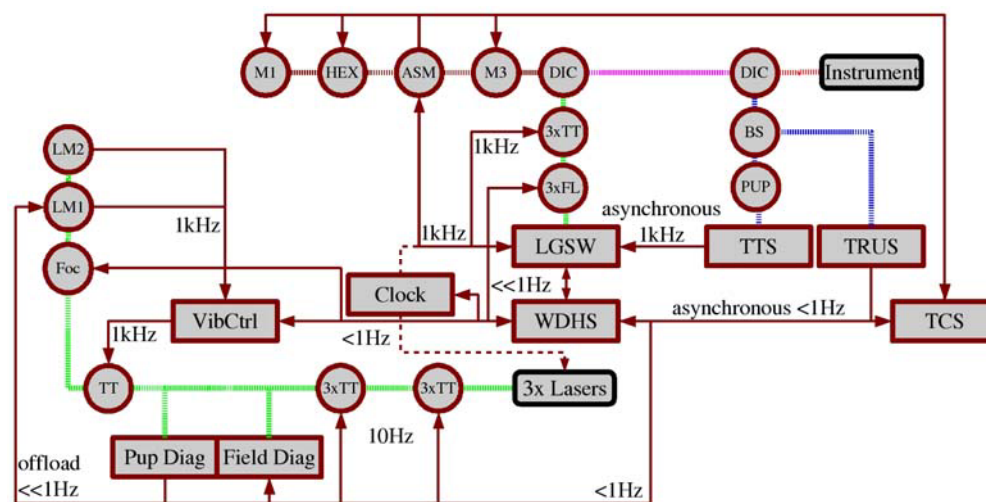 M1
HEX
ASM
M3
DIC
DIC
Instrument
3xTT
1kHz
BS
LM2
3xFL
PUP
LM1
1kHz
asynchronous
1kHz
LGSW
1kHz
TTS
TRUS
Foc
Clock
<<1Hz
VibCtrl
<1Hz
WDHS
asynchronous <1Hz
TCS
1kHz
TT
3xTT
3xTT
3x Lasers
10Hz
Pup Diag
Field Diag
offload
<<1Hz
<1Hz